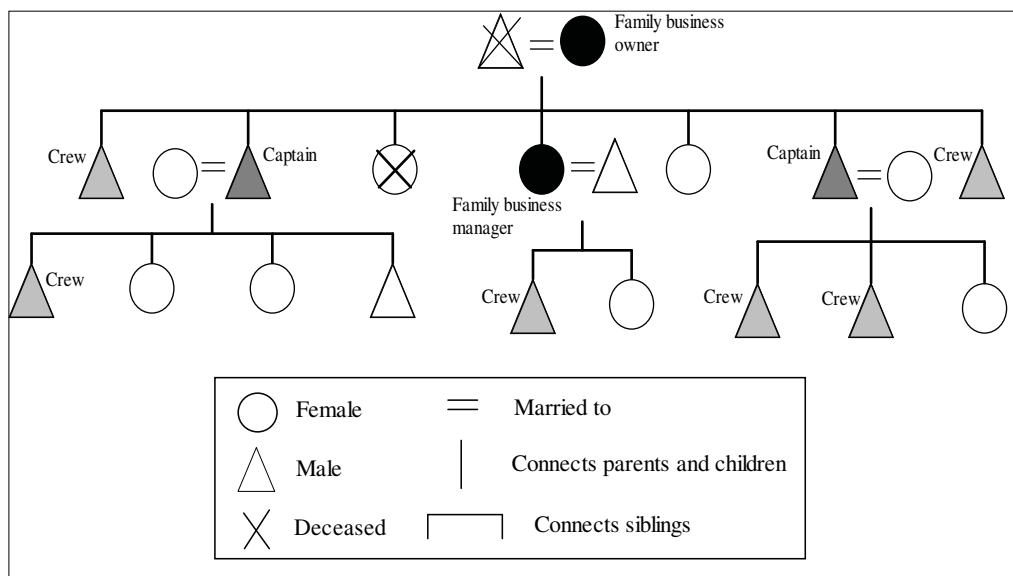 Family business
owner
Crew
Captain
Captain
Crew
Family business
manager
Crew
Crew
Crew
Crew
Female
Married to
Male
Connects parents and children
Deceased
Connects siblings